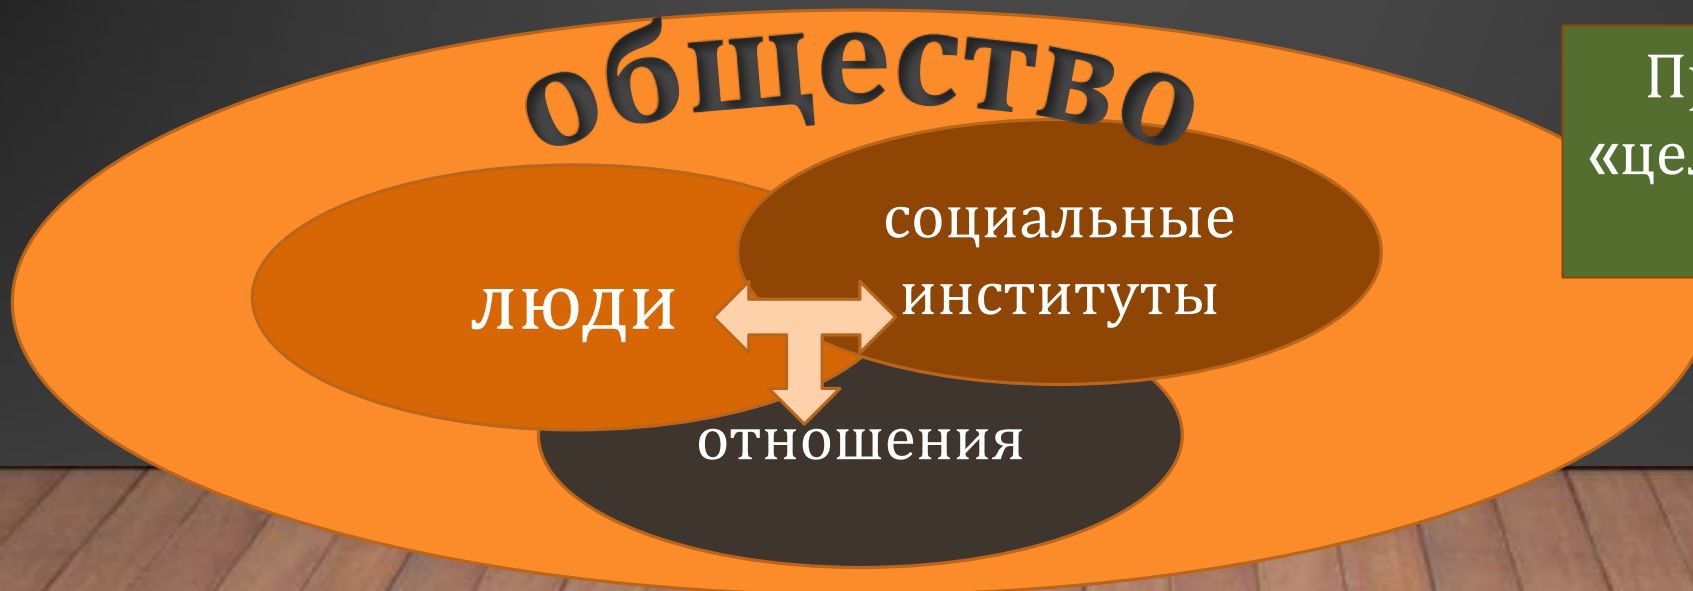 общество
социальные
институты
люди
отношения